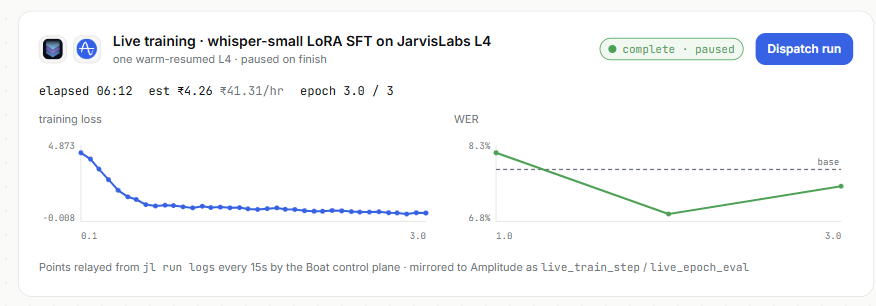 Live training · whisper-small LoRA SFT on JarvisLabs L4
one warm-resumed L4 · paused on finish
complete · paused
Dispatch run
elapsed 06:12 est ₹4.26 ₹41.31/hr epoch 3.0 / 3
training loss
4.873
-0.008
0.1 3.0
WER
8.3%
base
6.8%
1.0 3.0
Points relayed from jl run logs every 15s by the Boat control plane · mirrored to Amplitude as live_train_step / live_epoch_eval